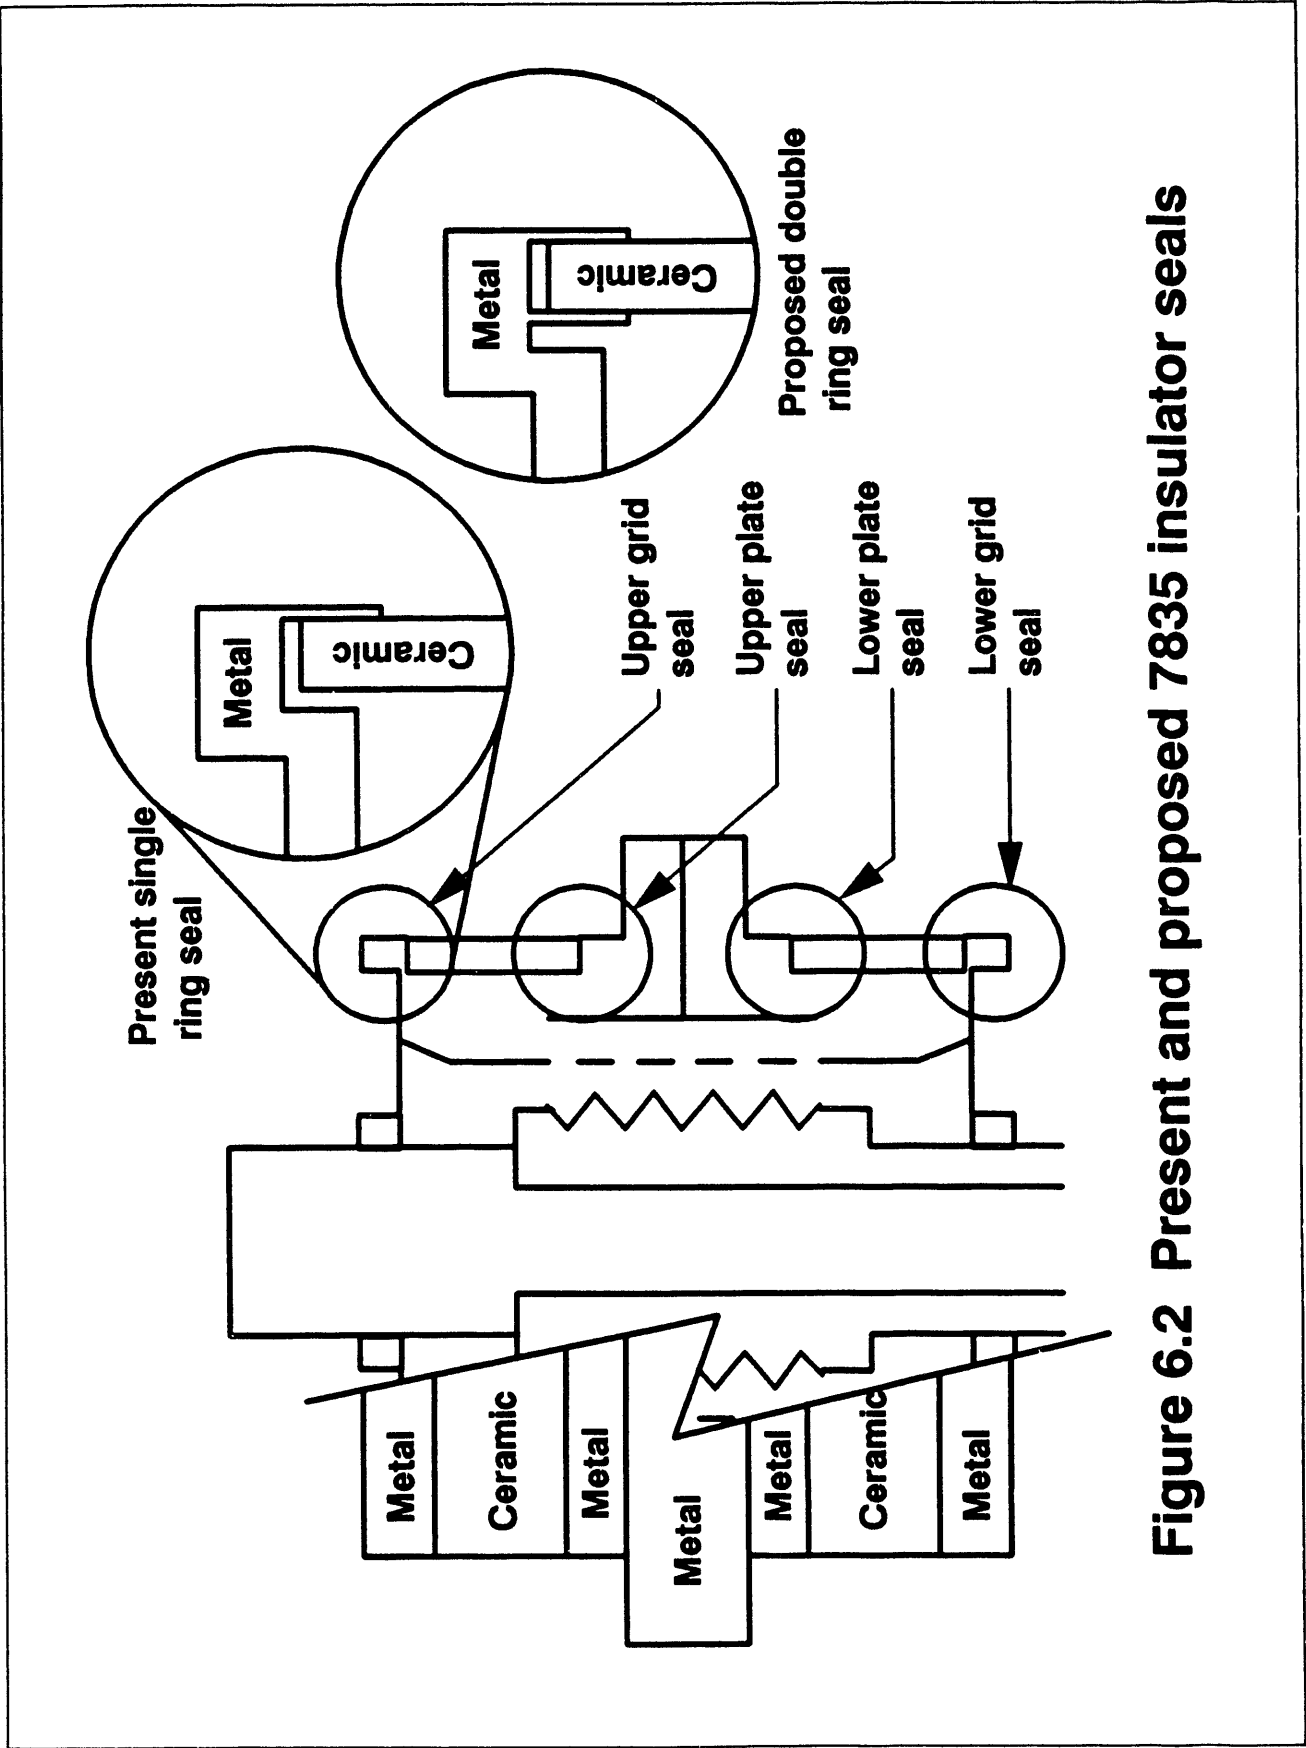 Present single
ring seal
Metal
Ceramic
Metal
Ceramic
Proposed double
ring seal
Upper grid
seal
Upper plate
seal
Lower plate
seal
Lower grid
seal
Metal
Ceramic
Metal
Metal
Metal
Ceramic
Metal
Figure 6.2 Present and proposed 7835 insulator seals